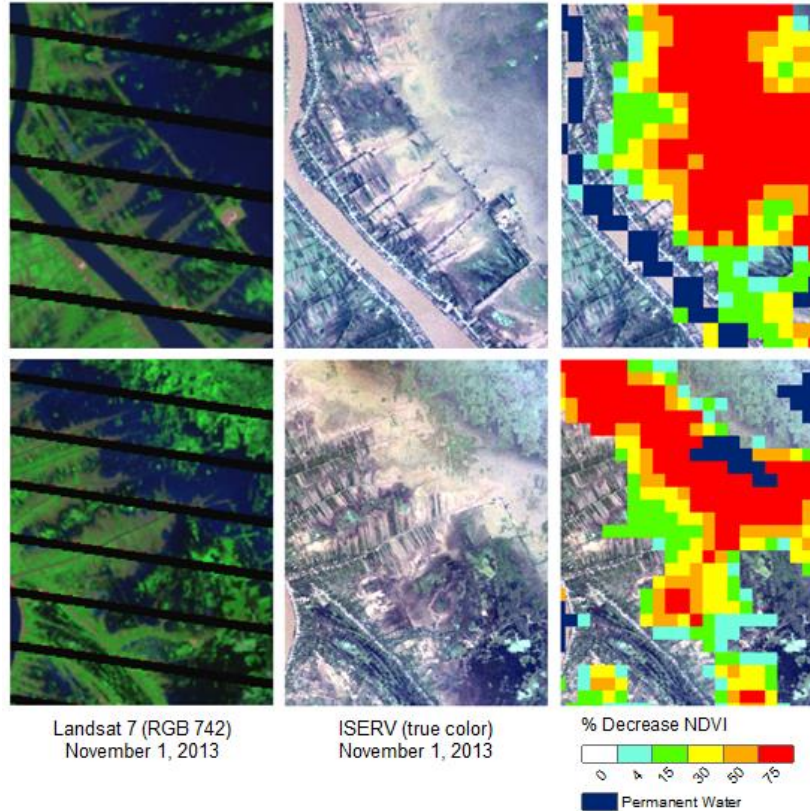 Landsat 7 (RGB 742)
November 1, 2013
ISERV (true color)
November 1, 2013
% Decrease NDVI
0 4 15 30 50 75
Permanent Water